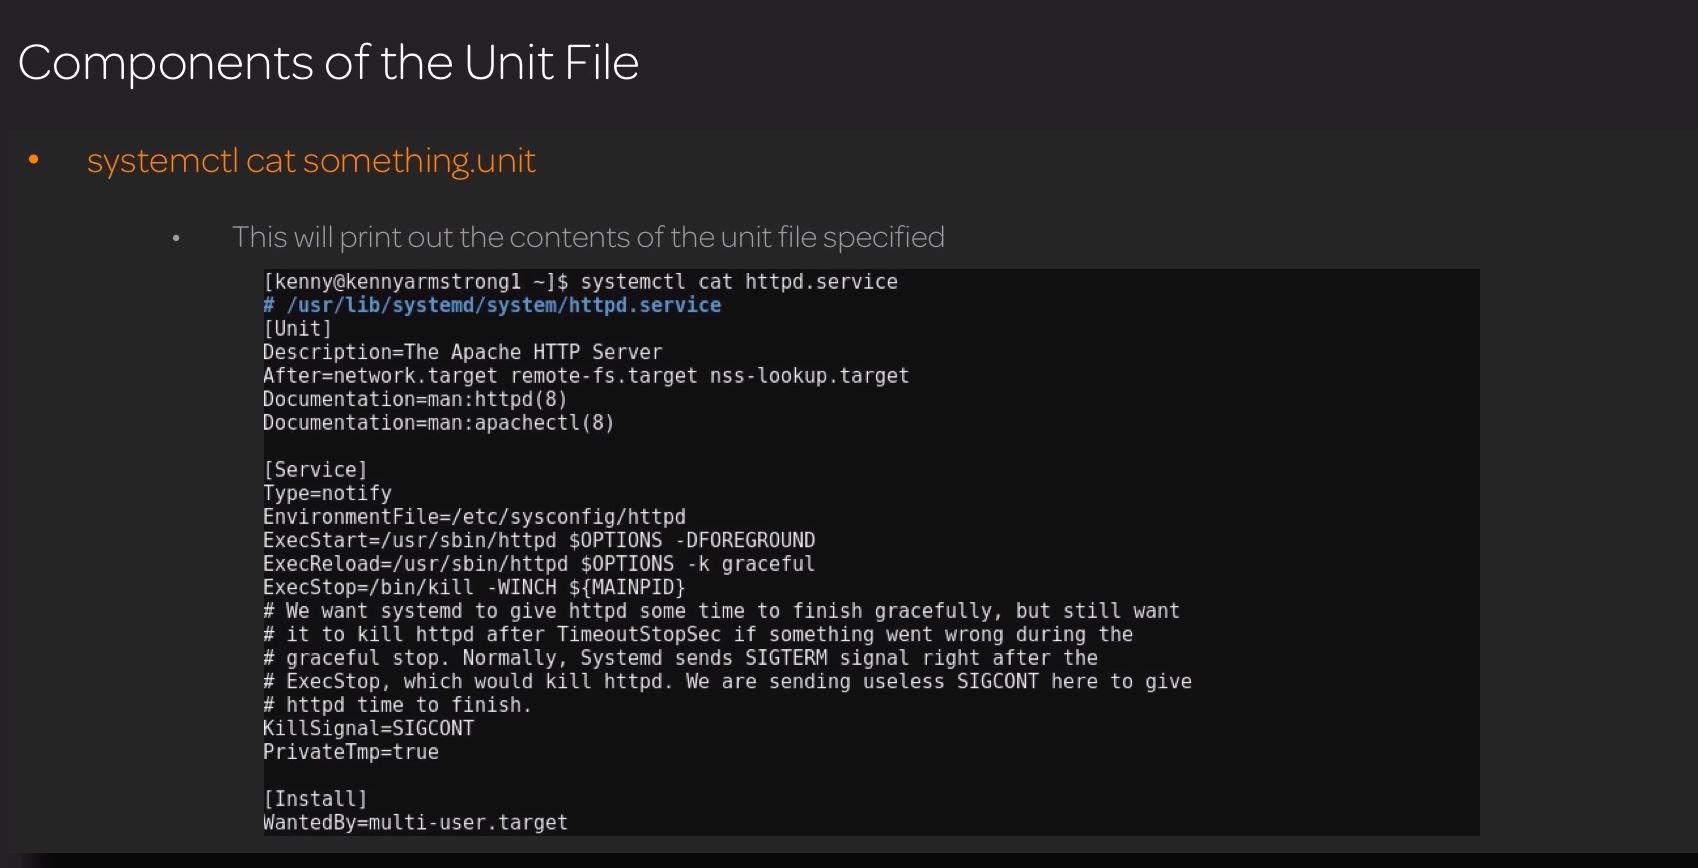 Components of the Unit File
• systemctl cat something.unit
• This will print out the contents of the unit file specified
[kenny@kennyarmstrong1 ~]$ systemctl cat httpd.service
# /usr/lib/systemd/system/httpd.service
[Unit]
Description=The Apache HTTP Server
After=network.target remote-fs.target nss-lookup.target
Documentation=man:httpd(8)
Documentation=man:apachectl(8)

[Service]
Type=notify
EnvironmentFile=/etc/sysconfig/httpd
ExecStart=/usr/sbin/httpd $OPTIONS -DFOREGROUND
ExecReload=/usr/sbin/httpd $OPTIONS -k graceful
ExecStop=/bin/kill -WINCH ${MAINPID}
# We want systemd to give httpd some time to finish gracefully, but still want
# it to kill httpd after TimeoutStopSec if something went wrong during the
# graceful stop. Normally, Systemd sends SIGTERM signal right after the
# ExecStop, which would kill httpd. We are sending useless SIGCONT here to give
# httpd time to finish.
KillSignal=SIGCONT
PrivateTmp=true

[Install]
WantedBy=multi-user.target